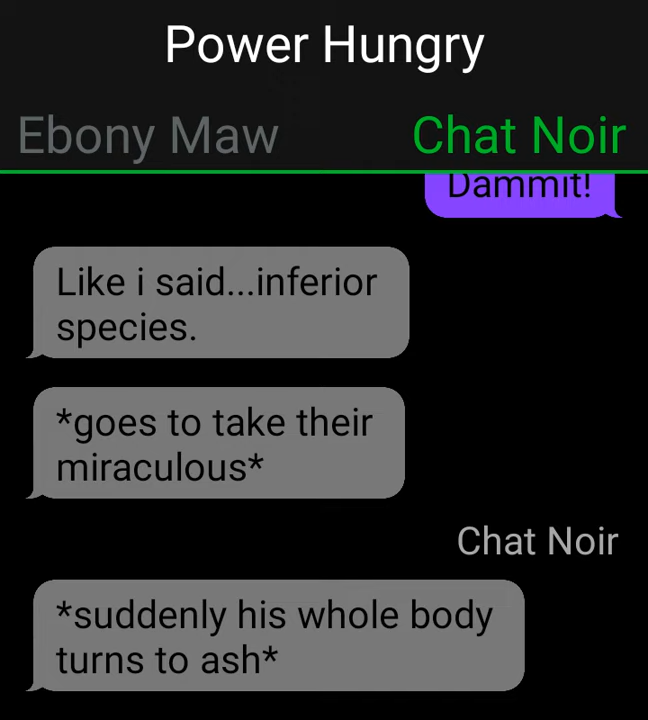 Power Hungry
Ebony Maw
Chat Noir
Dammit!
Like i said...inferior
species.
*goes to take their
miraculous*
Chat Noir
*suddenly his whole body
turns to ash*